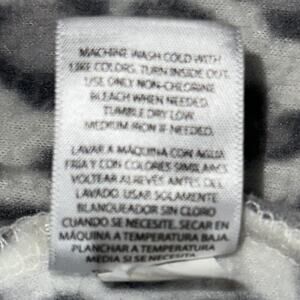 MACHINE WASH COLD WITH
LIKE COLORS. TURN INSIDE OUT.
USE ONLY NON-CHLORINE
BLEACH WHEN NEEDED.
TUMBLE DRY LOW.
MEDIUM IRON IF NEEDED.
LAVAR A MAQUINA CON AGUA
FRIA Y CON COLORES SIMILARES
VOLTEAR AL REVÉS ANTES DEL
LAVADO. USAR SOLAMENTE
BLANQUEADOR SIN CLORO
CUANDO SE NECESITE. SECAR EN
MÁQUINA A TEMPERATURA BAJA.
PLANCHAR A TEMPERATURA
MEDIA SI SE NECESITA.